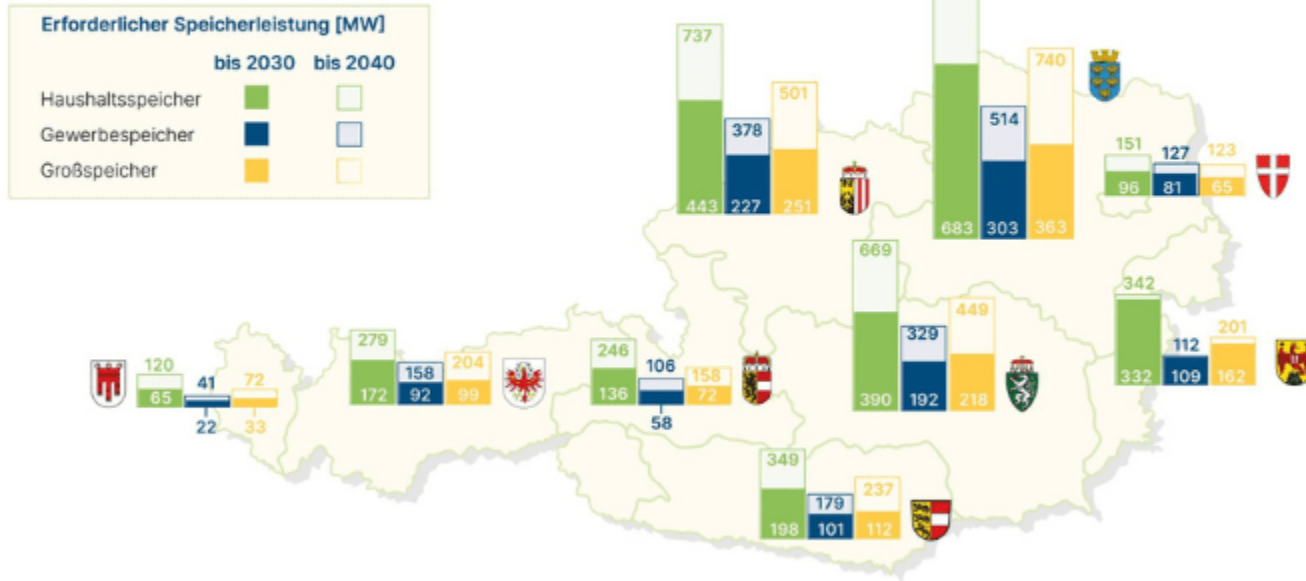 Erforderlicher Speicherleistung [MW]
bis 2030 bis 2040
Haushaltsspeicher
Gewerbespeicher
Großspeicher
737
378
501
443 227 251
740
514
683 303 363
151 127 123
96 81 65
669
329
449
390 192 218
342
112
201
332 109 162
120
41
72
65
22 33
279
158
204
172 92 99
246
106
158
136
58
72
349
179
237
198 101 112